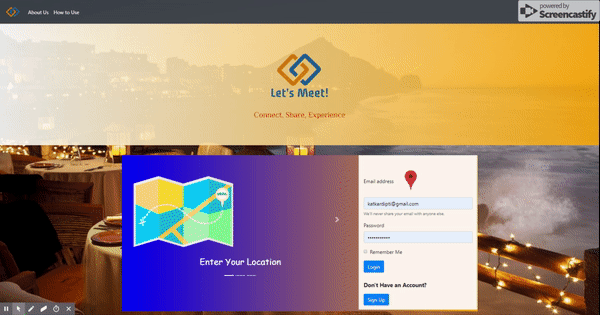 About Us How to Use
powered by
Screencastify
Let's Meet!
Connect, Share, Experience
Email address
katkardipti@gmail.com
We'll never share your email with anyone else.
Password
Remember Me
Login
Enter Your Location
Don't Have an Account?
Sign Up